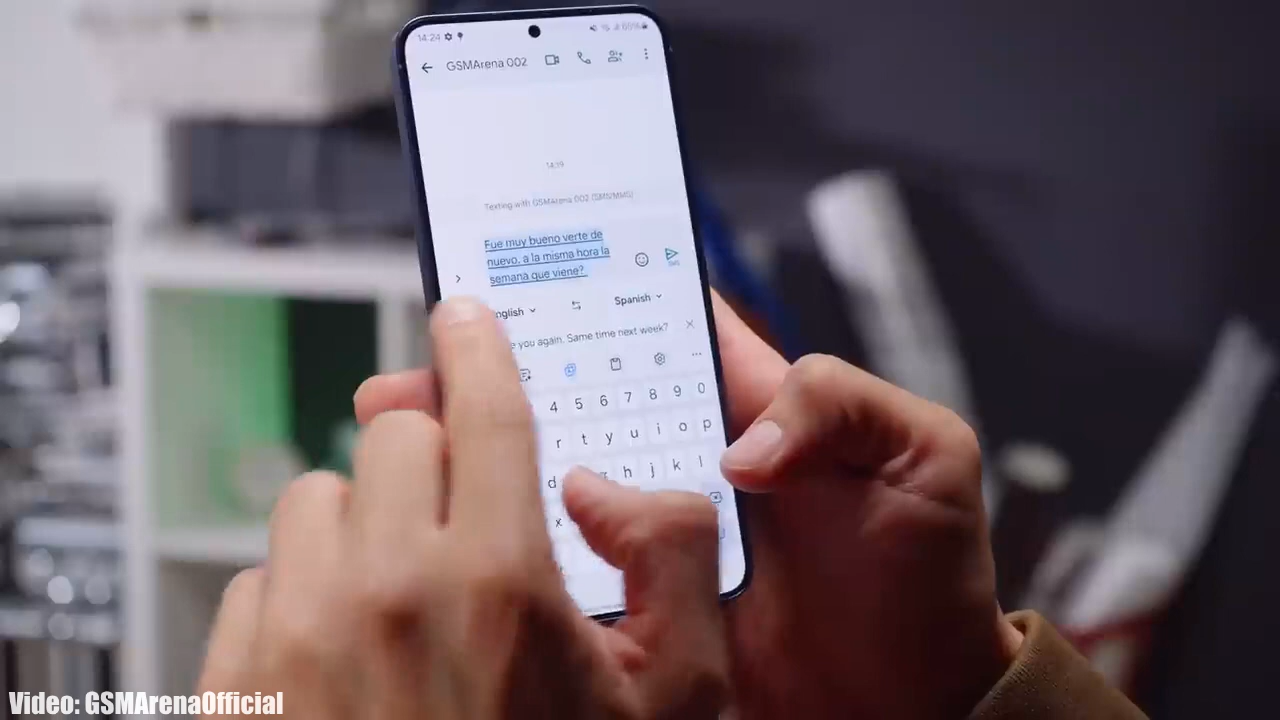 14:24
GSMArena 002
14:19
Texting with GSMArena 002 (SMS/MMS)
Fue muy bueno verte de
nuevo, a la misma hora la
semana que viene?
nglish
Spanish
e you again. Same time next week?
4 5 6 7 8 9 0
r t y u i o p
d h j k l
x
Video: GSMArenaOfficial